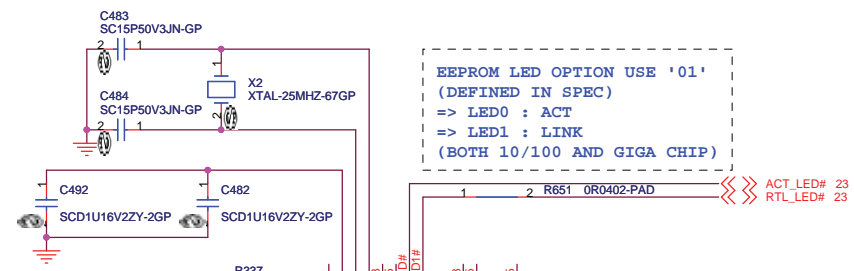 C483
SC15P50V3JN-GP
2 1
1
X2
XTAL-25MHZ-67GP
2
C484
SC15P50V3JN-GP
2 1
EEPROM LED OPTION USE '01'
(DEFINED IN SPEC)
=> LED0 : ACT
=> LED1 : LINK
(BOTH 10/100 AND GIGA CHIP)
1 C492
SCD1U16V2ZY-2GP
1 C482
SCD1U16V2ZY-2GP
1 2 R651 0R0402-PAD
ACT_LED# 23
RTL_LED# 23